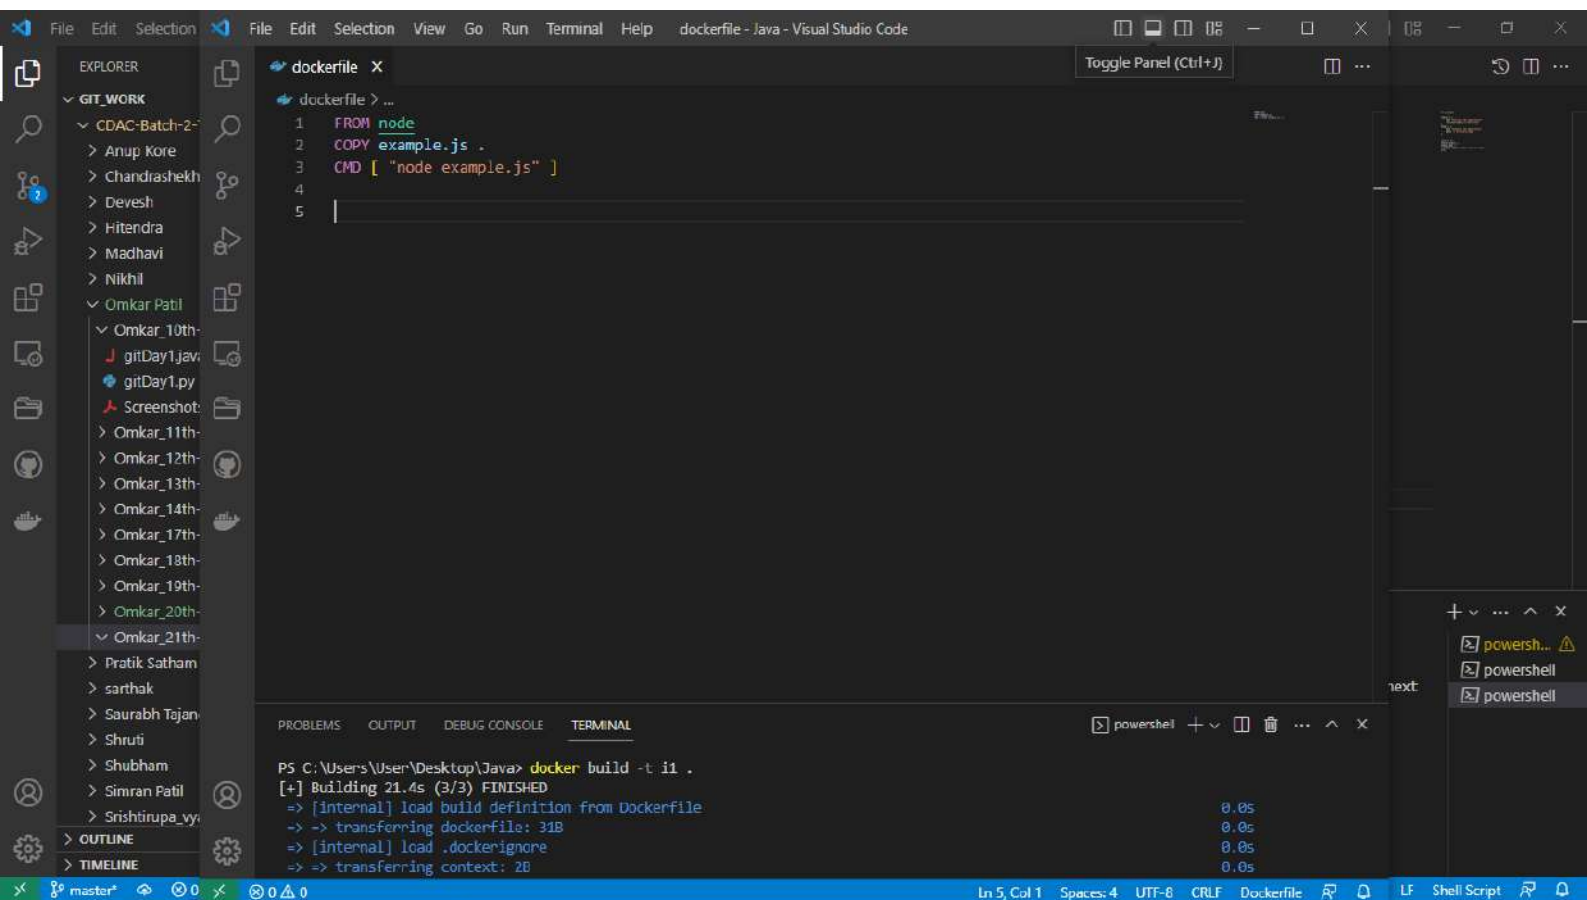 File Edit Selection
File Edit Selection View Go Run Terminal Help dockerfile - Java - Visual Studio Code
Toggle Panel (Ctrl+J)
EXPLORER
GIT_WORK
CDAC-Batch-2-
Anup Kore
Chandrashekh
Devesh
Hitendra
Madhavi
Nikhil
Omkar Patil
Omkar_10th-
gitDay1.java
gitDay1.py
Screenshot
Omkar_11th-
Omkar_12th-
Omkar_13th-
Omkar_14th-
Omkar_17th-
Omkar_18th-
Omkar_19th-
Omkar_20th-
Omkar_21th-
Pratik Satham
sarthak
Saurabh Tajan
Shruti
Shubham
Simran Patil
Srishtirupa_vya
OUTLINE
TIMELINE
2
dockerfile X
dockerfile > ...
1 FROM node
2 COPY example.js .
3 CMD [ "node example.js" ]
4
5
PROBLEMS OUTPUT DEBUG CONSOLE TERMINAL
powershell
PS C:\Users\User\Desktop\Java> docker build -t i1 .
[+] Building 21.4s (3/3) FINISHED
=> [internal] load build definition from Dockerfile 0.0s
=> => transferring dockerfile: 31B 0.0s
=> [internal] load .dockerignore 0.0s
=> => transferring context: 2B 0.0s
next
powersh...
powershell
powershell
master* 0
0 0
Ln 5, Col 1 Spaces: 4 UTF-8 CRLF Dockerfile
LF Shell Script